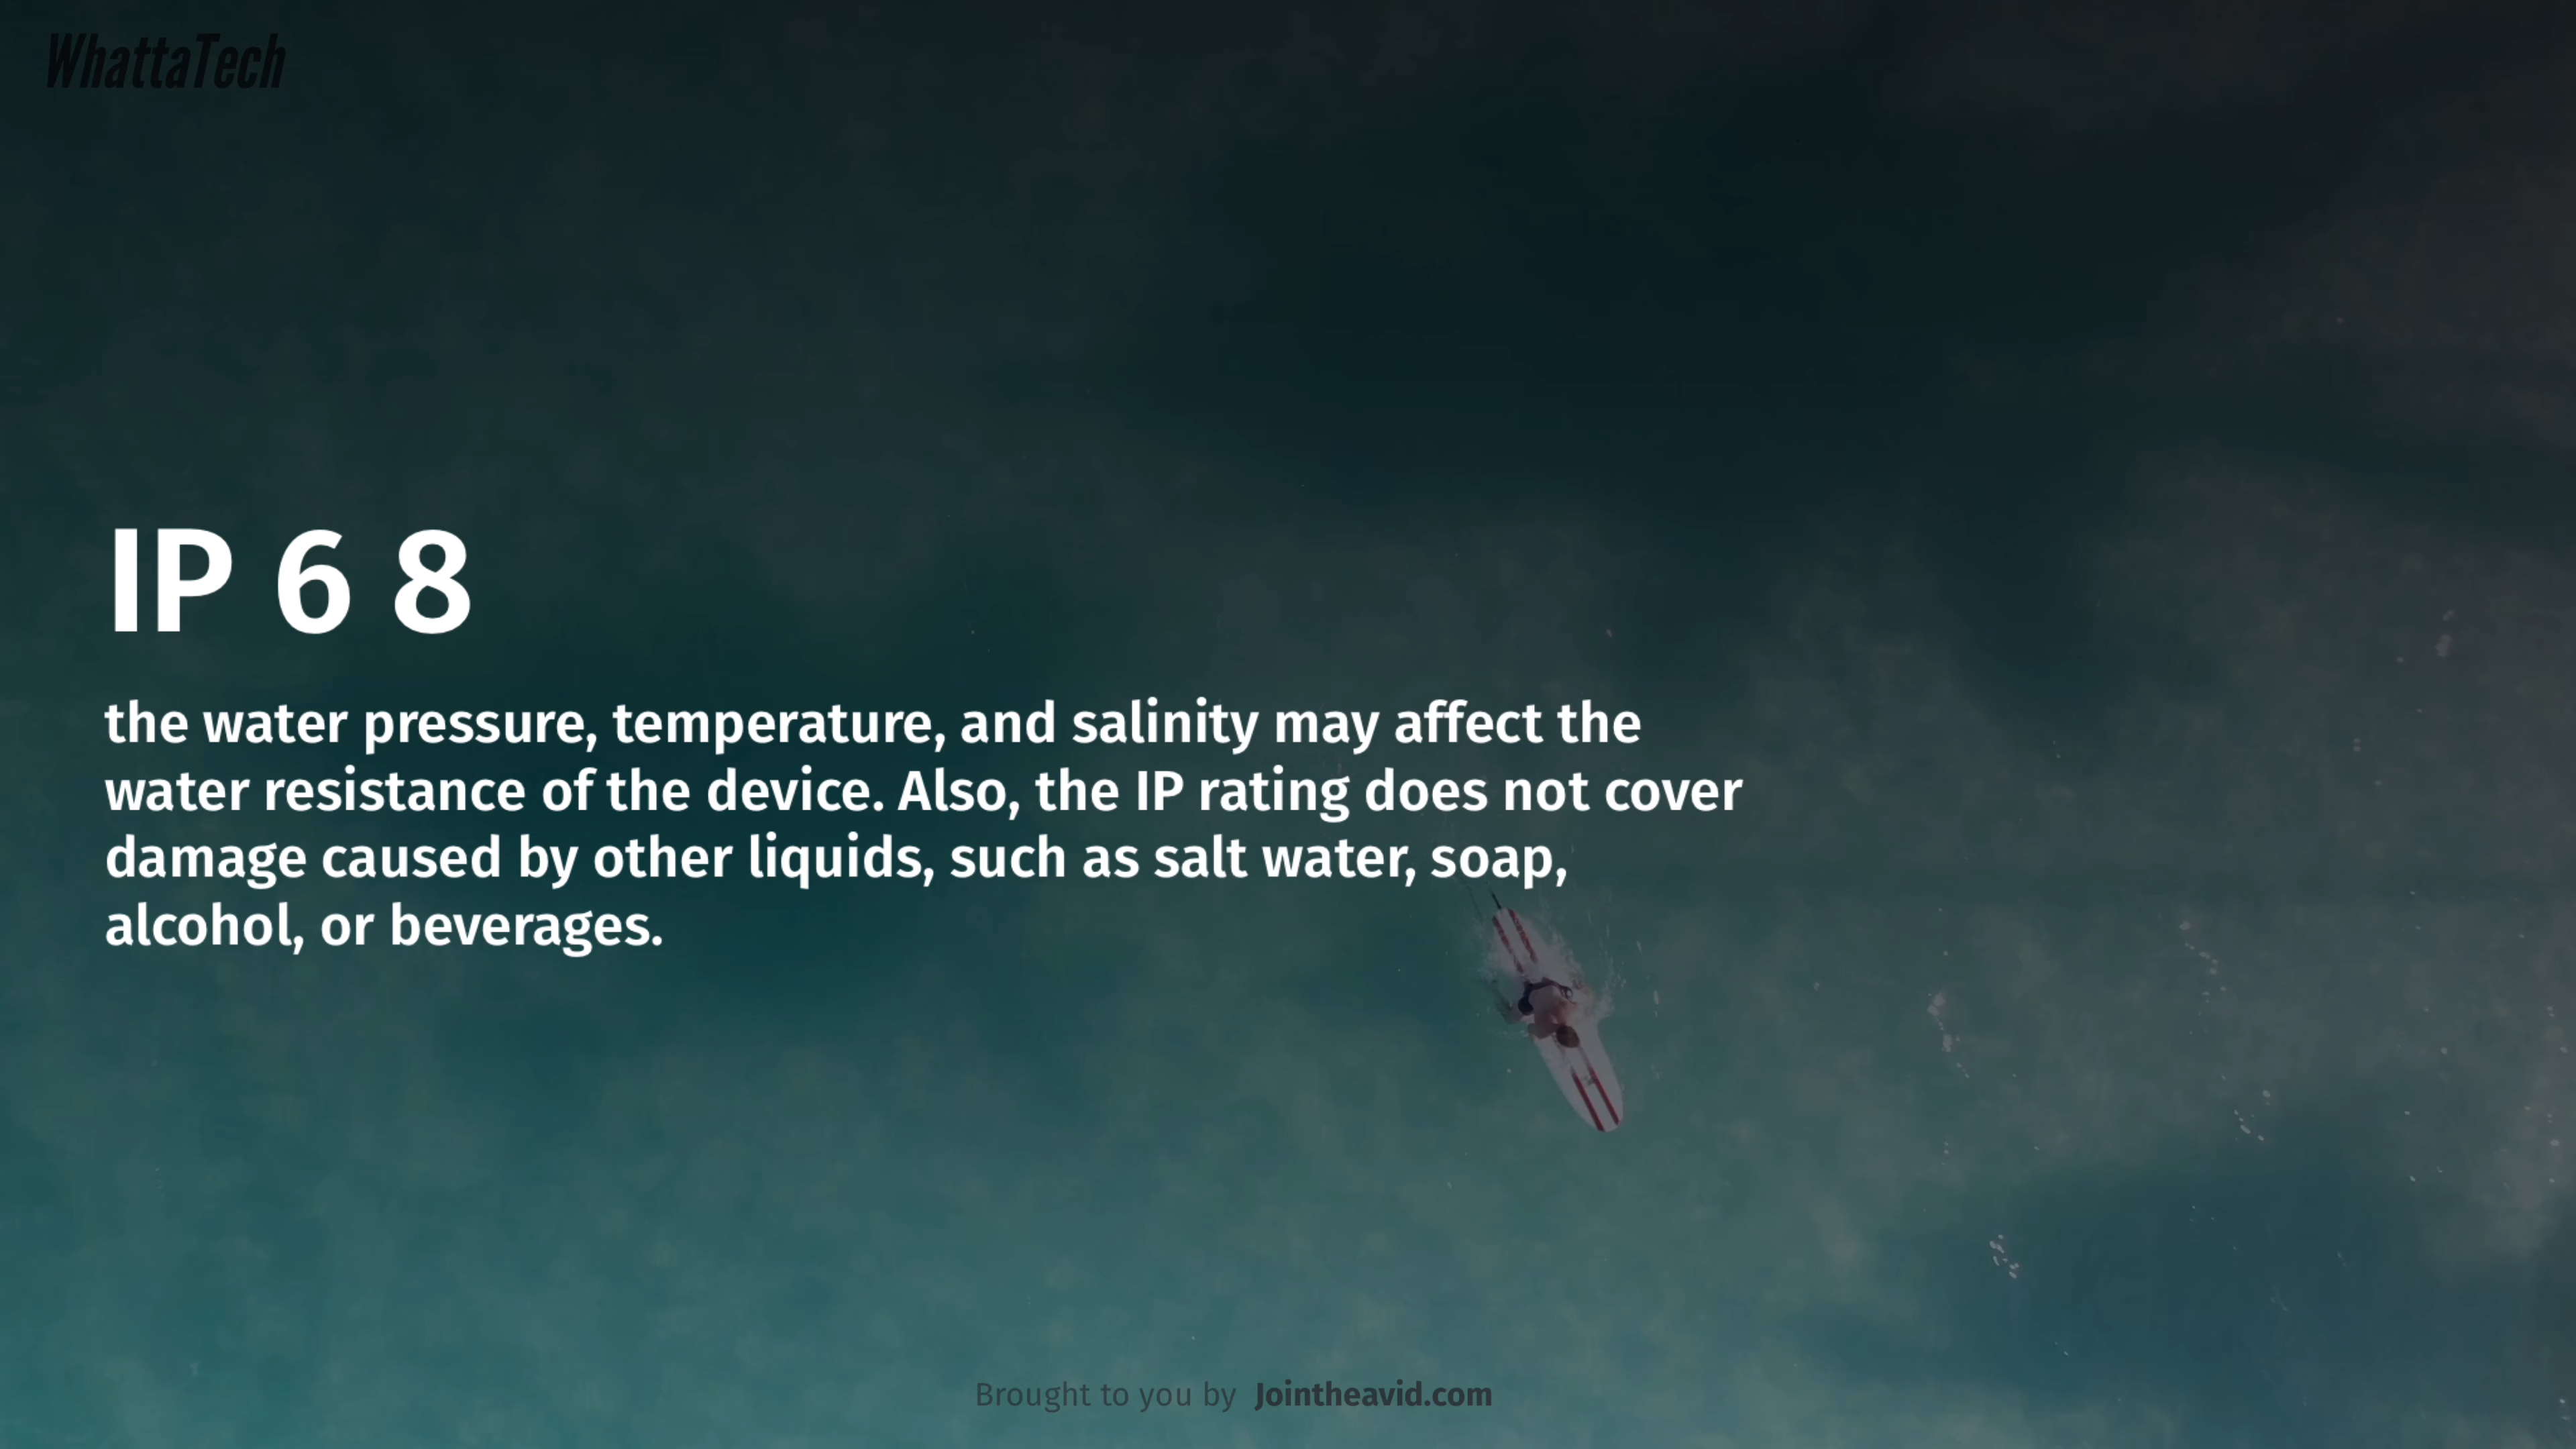 WhattaTech
IP 6 8
the water pressure, temperature, and salinity may affect the
water resistance of the device. Also, the IP rating does not cover
damage caused by other liquids, such as salt water, soap,
alcohol, or beverages.
Brought to you by Jointheavid.com